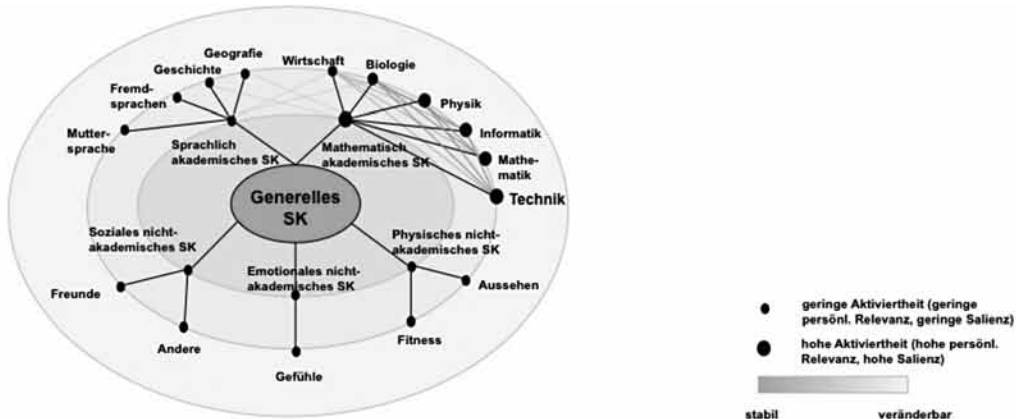 Geografie
Geschichte
Fremd-
sprachen
Mutter-
sprache
Wirtschaft
Biologie
Physik
Informatik
Mathe-
matik
Technik
Sprachlich
akademisches SK
Mathematisch
akademisches SK
Generelles
SK
Soziales nicht-
akademisches SK
Emotionales nicht-
akademisches SK
Physisches nicht-
akademisches SK
Freunde
Andere
Gefühle
Fitness
Aussehen
geringe Aktiviertheit (geringe
persönl. Relevanz, geringe Salienz)
hohe Aktiviertheit (hohe persönl.
Relevanz, hohe Salienz)
stabil
veränderbar